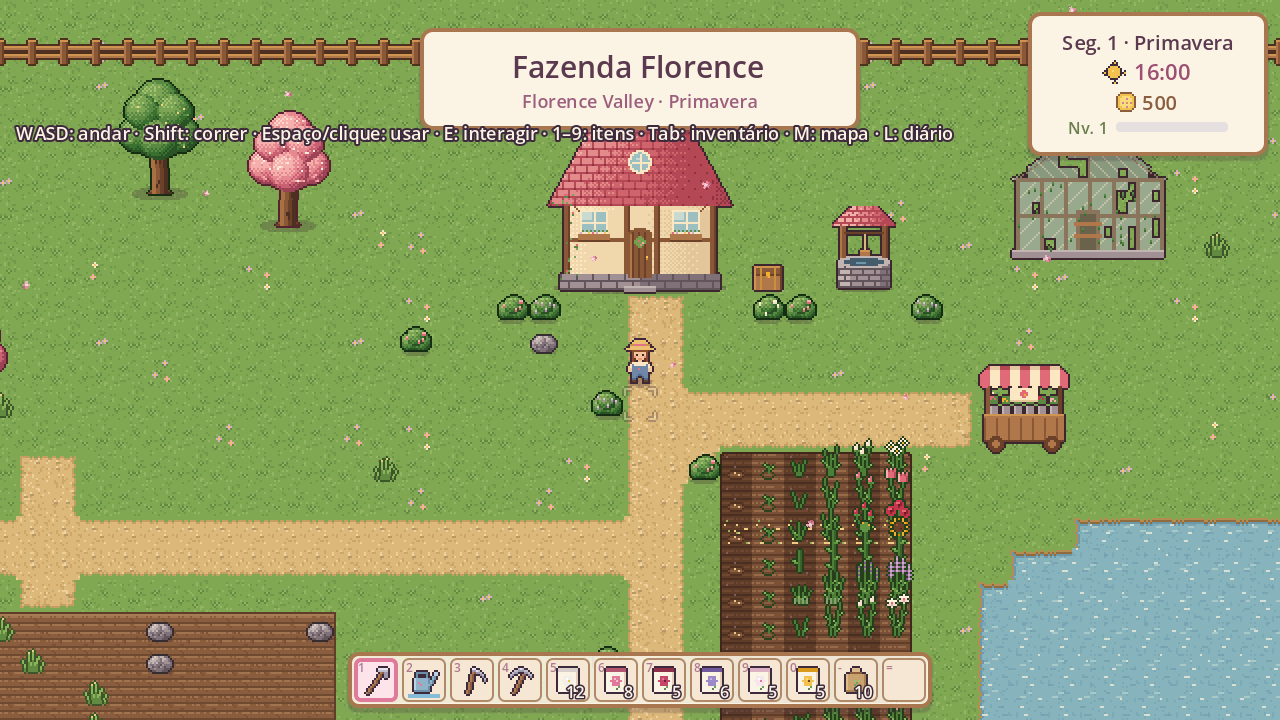 Fazenda Florence
Florence Valley · Primavera
Seg. 1 · Primavera
16:00
500
Nv. 1
WASD: andar · Shift: correr · Espaço/clique: usar · E: interagir · 1–9: itens · Tab: inventário · M: mapa · L: diário
1 2 3 4 5 6 7 8 9 0 - =
12 8 5 6 5 5 10